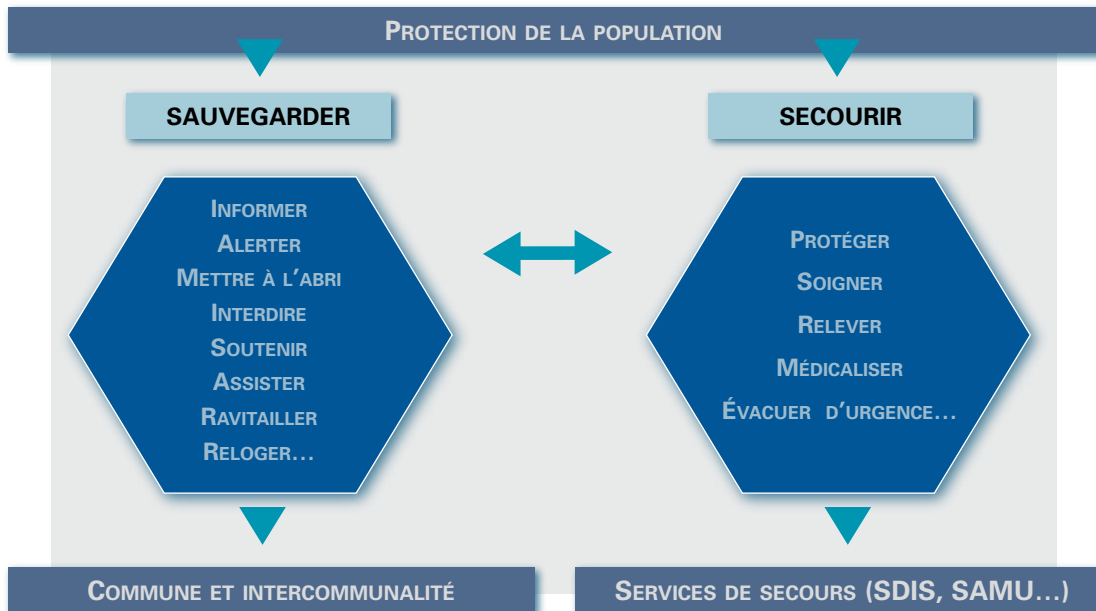 PROTECTION DE LA POPULATION
SAUVEGARDER
INFORMER
ALERTER
METTRE À L'ABRI
INTERDIRE
SOUTENIR
ASSISTER
RAVITAILLER
RELOGER...
COMMUNE ET INTERCOMMUNALITÉ
SECOURIR
PROTÉGER
SOIGNER
RELEVER
MÉDICALISER
ÉVACUER D'URGENCE...
SERVICES DE SECOURS (SDIS, SAMU...)